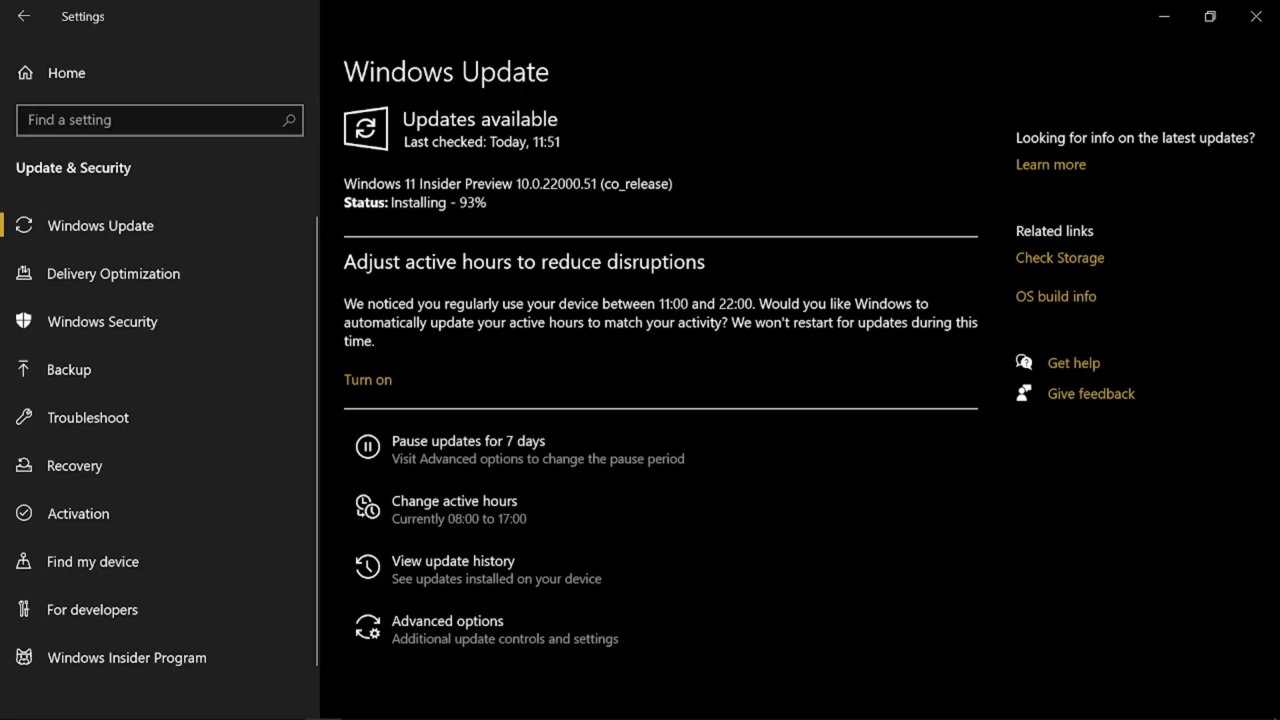 Settings
Home
Find a setting
Update & Security
Windows Update
Delivery Optimization
Windows Security
Backup
Troubleshoot
Recovery
Activation
Find my device
For developers
Windows Insider Program
Windows Update
Updates available
Last checked: Today, 11:51
Windows 11 Insider Preview 10.0.22000.51 (co_release)
Status: Installing - 93%
Adjust active hours to reduce disruptions
We noticed you regularly use your device between 11:00 and 22:00. Would you like Windows to
automatically update your active hours to match your activity? We won't restart for updates during this
time.
Turn on
Pause updates for 7 days
Visit Advanced options to change the pause period
Change active hours
Currently 08:00 to 17:00
View update history
See updates installed on your device
Advanced options
Additional update controls and settings
Looking for info on the latest updates?
Learn more
Related links
Check Storage
OS build info
Get help
Give feedback